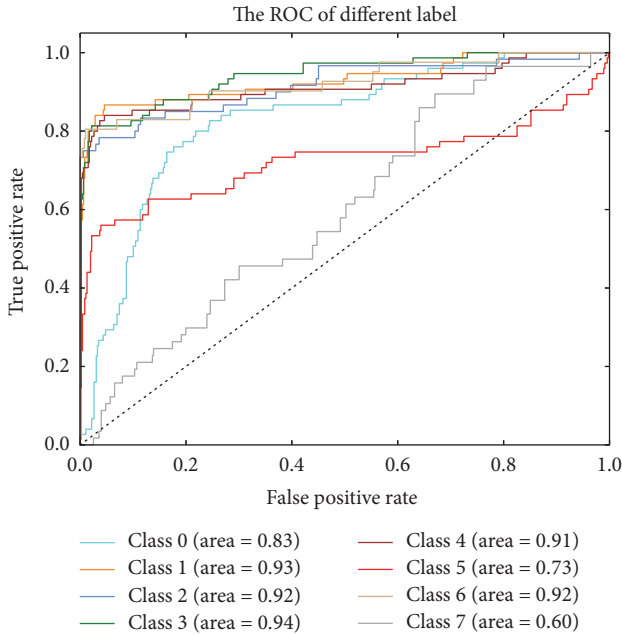 The ROC of different label
True positive rate
1.0
0.8
0.6
0.4
0.2
0.0
0.0 0.2 0.4 0.6 0.8 1.0
False positive rate
Class 0 (area = 0.83)
Class 1 (area = 0.93)
Class 2 (area = 0.92)
Class 3 (area = 0.94)
Class 4 (area = 0.91)
Class 5 (area = 0.73)
Class 6 (area = 0.92)
Class 7 (area = 0.60)